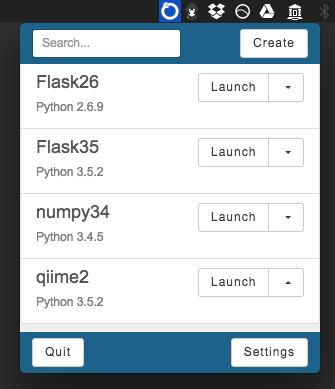 Search...
Create
Flask26
Launch
Python 2.6.9
Flask35
Launch
Python 3.5.2
numpy34
Launch
Python 3.4.5
qiime2
Launch
Python 3.5.2
Quit
Settings